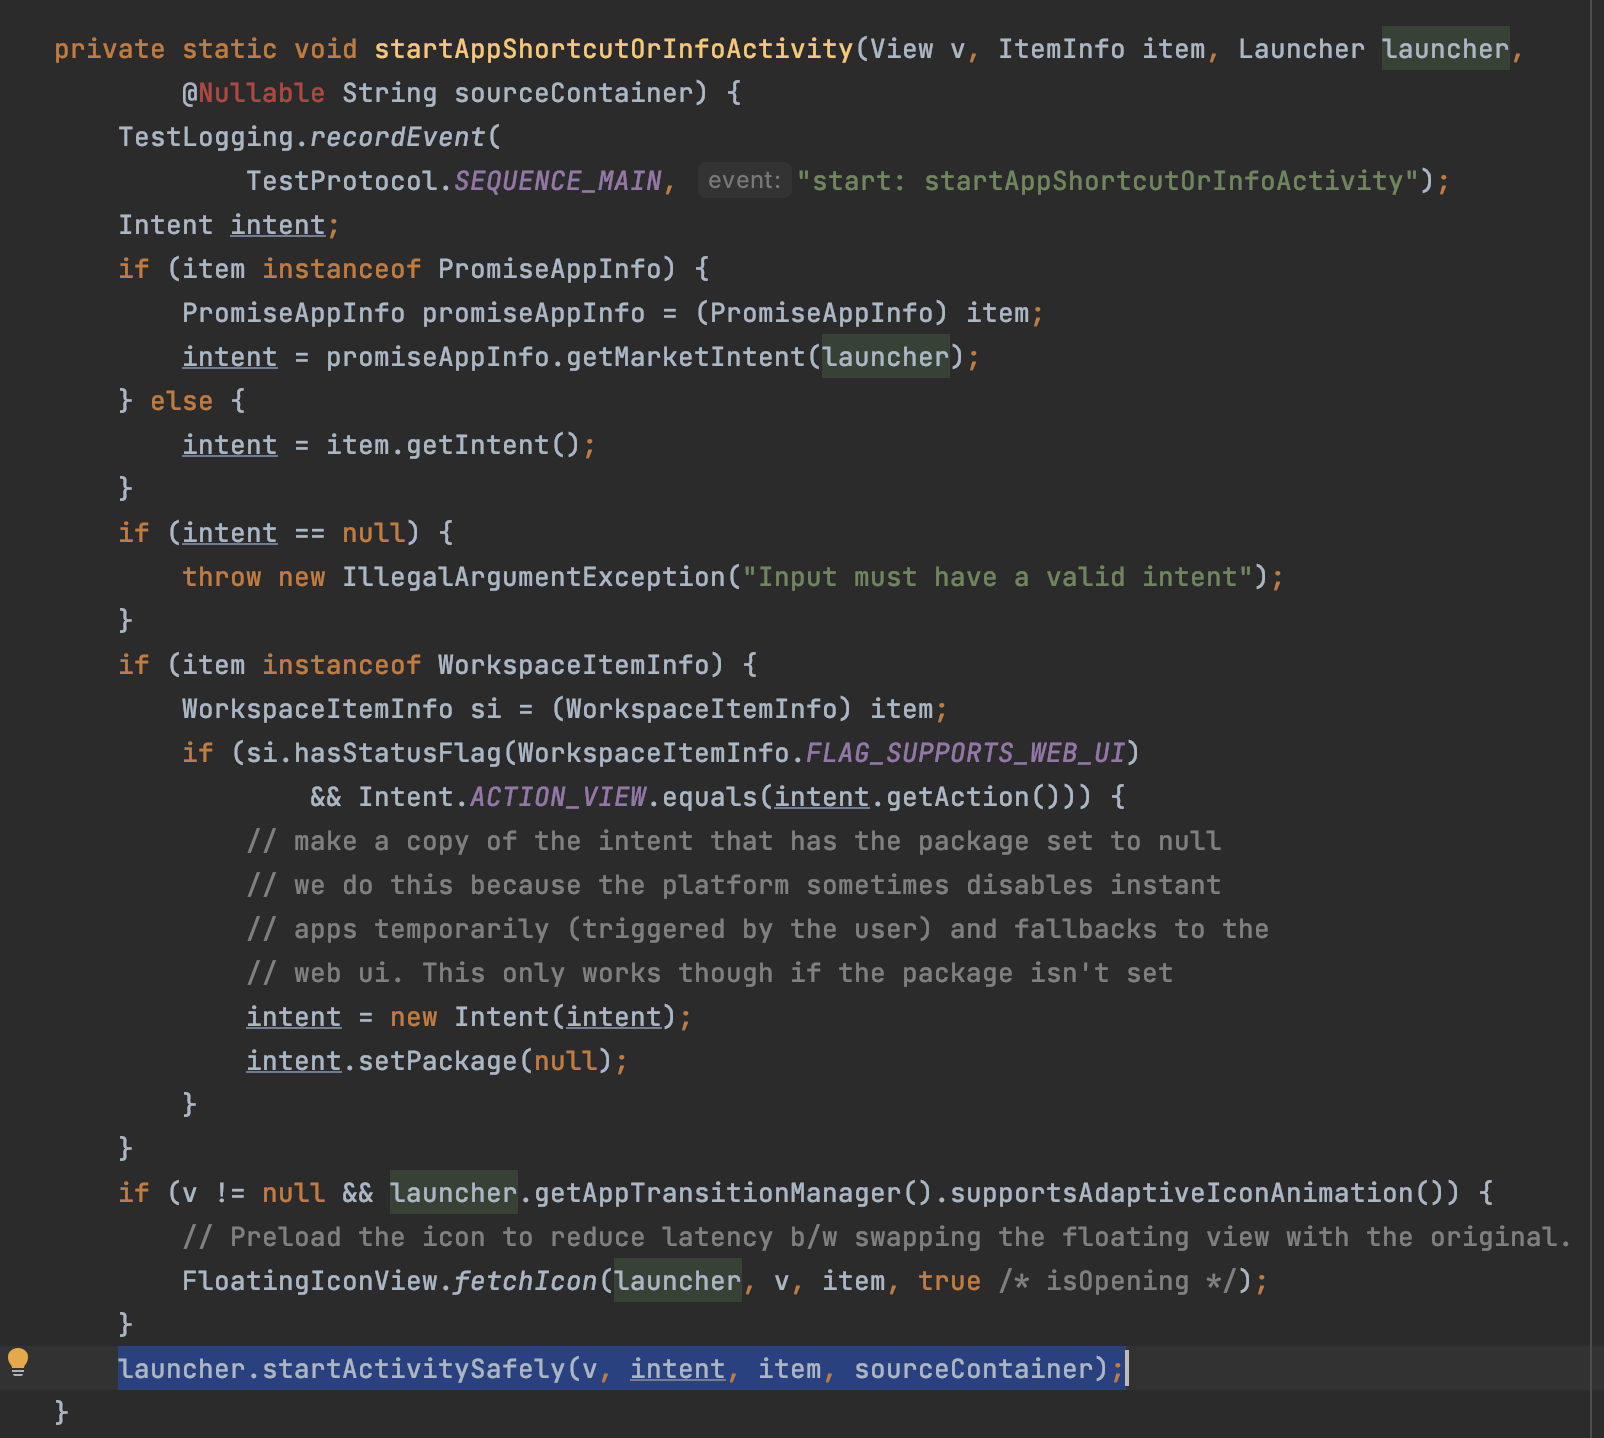 private static void startAppShortcutOrInfoActivity(View v, ItemInfo item, Launcher launcher,
        @Nullable String sourceContainer) {
    TestLogging.recordEvent(
            TestProtocol.SEQUENCE_MAIN, event: "start: startAppShortcutOrInfoActivity");
    Intent intent;
    if (item instanceof PromiseAppInfo) {
        PromiseAppInfo promiseAppInfo = (PromiseAppInfo) item;
        intent = promiseAppInfo.getMarketIntent(launcher);
    } else {
        intent = item.getIntent();
    }
    if (intent == null) {
        throw new IllegalArgumentException("Input must have a valid intent");
    }
    if (item instanceof WorkspaceItemInfo) {
        WorkspaceItemInfo si = (WorkspaceItemInfo) item;
        if (si.hasStatusFlag(WorkspaceItemInfo.FLAG_SUPPORTS_WEB_UI)
                && Intent.ACTION_VIEW.equals(intent.getAction())) {
            // make a copy of the intent that has the package set to null
            // we do this because the platform sometimes disables instant
            // apps temporarily (triggered by the user) and fallbacks to the
            // web ui. This only works though if the package isn't set
            intent = new Intent(intent);
            intent.setPackage(null);
        }
    }
    if (v != null && launcher.getAppTransitionManager().supportsAdaptiveIconAnimation()) {
        // Preload the icon to reduce latency b/w swapping the floating view with the original.
        FloatingIconView.fetchIcon(launcher, v, item, true /* isOpening */);
    }
    launcher.startActivitySafely(v, intent, item, sourceContainer);
}